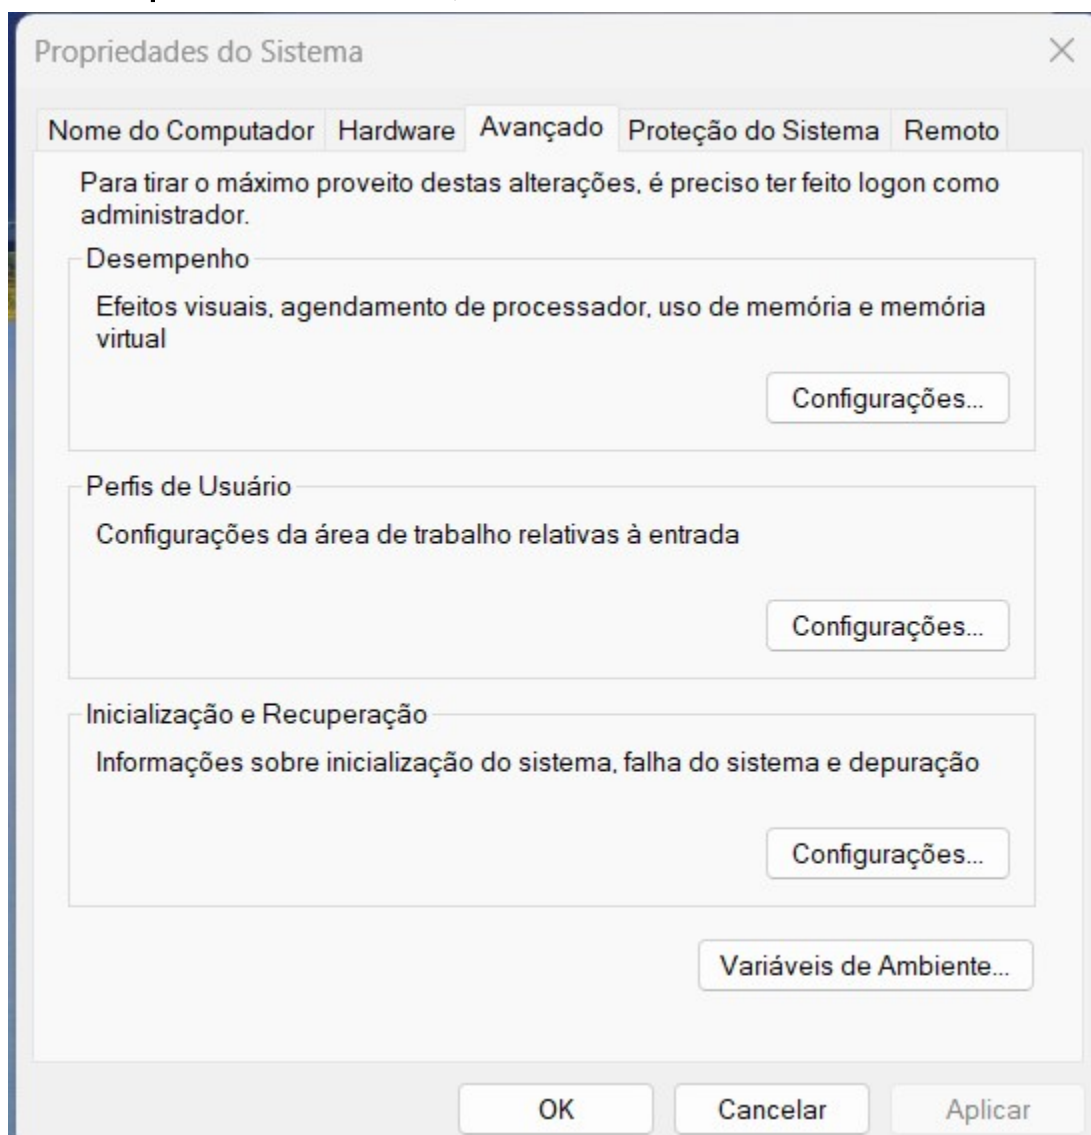 Propriedades do Sistema
Nome do Computador Hardware Avançado Proteção do Sistema Remoto
Para tirar o máximo proveito destas alterações, é preciso ter feito logon como
administrador.
Desempenho
Efeitos visuais, agendamento de processador, uso de memória e memória
virtual
Configurações...
Perfis de Usuário
Configurações da área de trabalho relativas à entrada
Configurações...
Inicialização e Recuperação
Informações sobre inicialização do sistema, falha do sistema e depuração
Configurações...
Variáveis de Ambiente...
OK Cancelar Aplicar